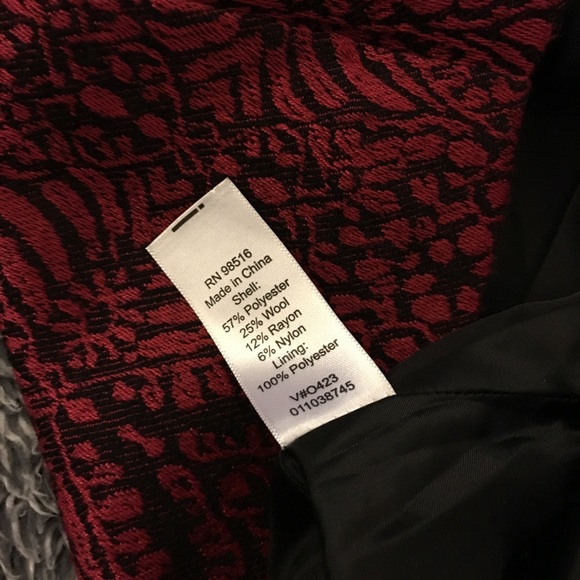 RN 98516
Made in China
Shell:
57% Polyester
25% Wool
12% Rayon
6% Nylon
Lining:
100% Polyester
V#O423
011038745